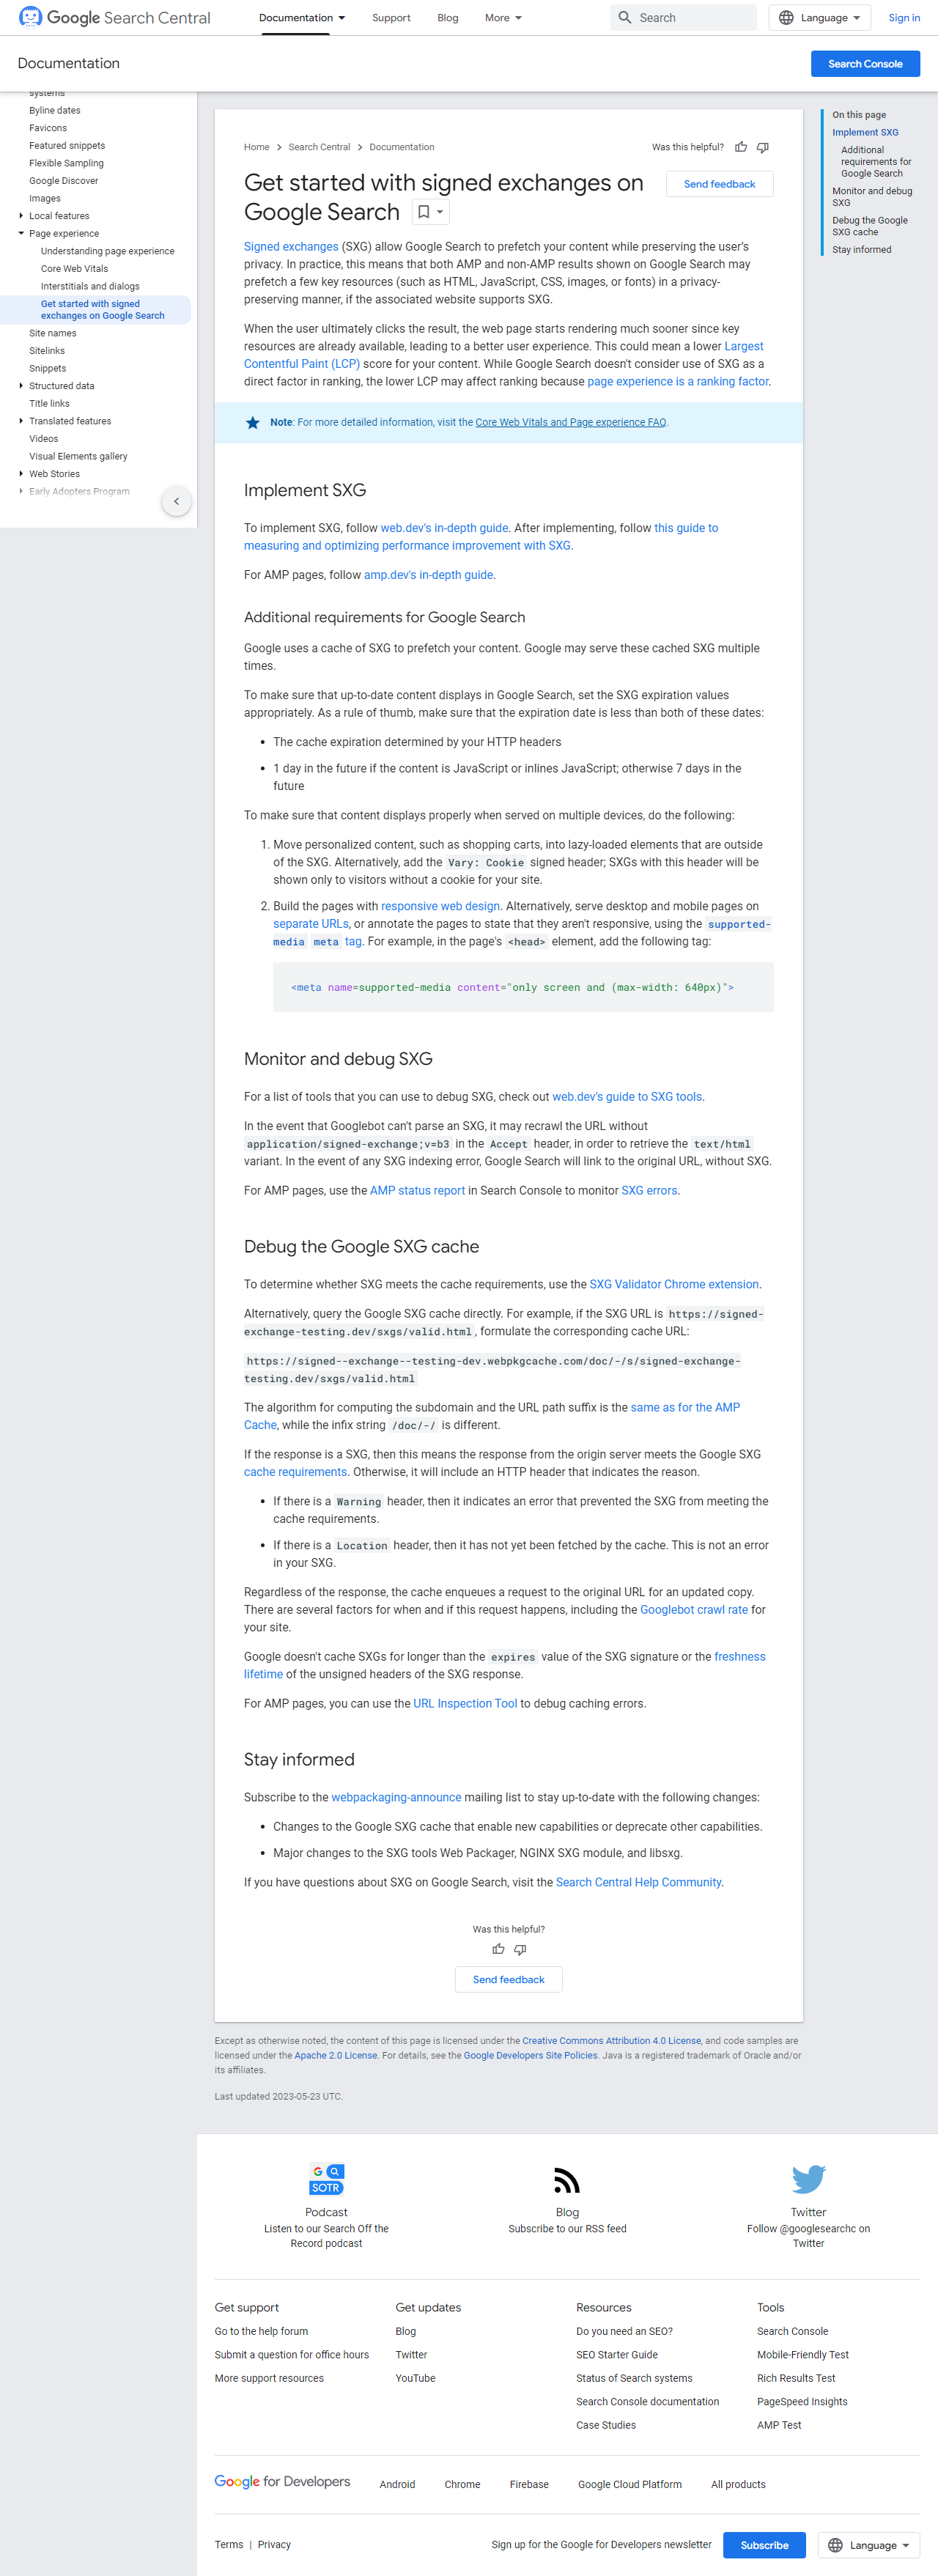 Google Search Central
Documentation
Support
Blog
More
Search
Language
Sign in
Documentation
Search Console
systems
Byline dates
Favicons
Featured snippets
Flexible Sampling
Google Discover
Images
Local features
Page experience
Understanding page experience
Core Web Vitals
Interstitials and dialogs
Get started with signed
exchanges on Google Search
Site names
Sitelinks
Snippets
Structured data
Title links
Translated features
Videos
Visual Elements gallery
Web Stories
Early Adopters Program
Home
Search Central
Documentation
Was this helpful?
Get started with signed exchanges on
Google Search
Send feedback
Signed exchanges (SXG) allow Google Search to prefetch your content while preserving the user's
privacy. In practice, this means that both AMP and non-AMP results shown on Google Search may
prefetch a few key resources (such as HTML, JavaScript, CSS, images, or fonts) in a privacy-
preserving manner, if the associated website supports SXG.
When the user ultimately clicks the result, the web page starts rendering much sooner since key
resources are already available, leading to a better user experience. This could mean a lower Largest
Contentful Paint (LCP) score for your content. While Google Search doesn't consider use of SXG as a
direct factor in ranking, the lower LCP may affect ranking because page experience is a ranking factor.
Note: For more detailed information, visit the Core Web Vitals and Page experience FAQ.
Implement SXG
To implement SXG, follow web.dev's in-depth guide. After implementing, follow this guide to
measuring and optimizing performance improvement with SXG.
For AMP pages, follow amp.dev's in-depth guide.
Additional requirements for Google Search
Google uses a cache of SXG to prefetch your content. Google may serve these cached SXG multiple
times.
To make sure that up-to-date content displays in Google Search, set the SXG expiration values
appropriately. As a rule of thumb, make sure that the expiration date is less than both of these dates:
• The cache expiration determined by your HTTP headers
• 1 day in the future if the content is JavaScript or inlines JavaScript; otherwise 7 days in the
future
To make sure that content displays properly when served on multiple devices, do the following:
1. Move personalized content, such as shopping carts, into lazy-loaded elements that are outside
of the SXG. Alternatively, add the Vary: Cookie signed header; SXGs with this header will be
shown only to visitors without a cookie for your site.
2. Build the pages with responsive web design. Alternatively, serve desktop and mobile pages on
separate URLs, or annotate the pages to state that they aren't responsive, using the supported-
media meta tag. For example, in the page's <head> element, add the following tag:
<meta name=supported-media content="only screen and (max-width: 640px)">
Monitor and debug SXG
For a list of tools that you can use to debug SXG, check out web.dev's guide to SXG tools.
In the event that Googlebot can't parse an SXG, it may recrawl the URL without
application/signed-exchange;v=b3 in the Accept header, in order to retrieve the text/html
variant. In the event of any SXG indexing error, Google Search will link to the original URL, without SXG.
For AMP pages, use the AMP status report in Search Console to monitor SXG errors.
Debug the Google SXG cache
To determine whether SXG meets the cache requirements, use the SXG Validator Chrome extension.
Alternatively, query the Google SXG cache directly. For example, if the SXG URL is https://signed-
exchange-testing.dev/sxgs/valid.html, formulate the corresponding cache URL:
https://signed--exchange--testing-dev.webpkgcache.com/doc/-/s/signed-exchange-
testing.dev/sxgs/valid.html
The algorithm for computing the subdomain and the URL path suffix is the same as for the AMP
Cache, while the infix string /doc/-/ is different.
If the response is a SXG, then this means the response from the origin server meets the Google SXG
cache requirements. Otherwise, it will include an HTTP header that indicates the reason.
• If there is a Warning header, then it indicates an error that prevented the SXG from meeting the
cache requirements.
• If there is a Location header, then it has not yet been fetched by the cache. This is not an error
in your SXG.
Regardless of the response, the cache enqueues a request to the original URL for an updated copy.
There are several factors for when and if this request happens, including the Googlebot crawl rate for
your site.
Google doesn't cache SXGs for longer than the expires value of the SXG signature or the freshness
lifetime of the unsigned headers of the SXG response.
For AMP pages, you can use the URL Inspection Tool to debug caching errors.
Stay informed
Subscribe to the webpackaging-announce mailing list to stay up-to-date with the following changes:
• Changes to the Google SXG cache that enable new capabilities or deprecate other capabilities.
• Major changes to the SXG tools Web Packager, NGINX SXG module, and libsxg.
If you have questions about SXG on Google Search, visit the Search Central Help Community.
Was this helpful?
Send feedback
On this page
Implement SXG
Additional
requirements for
Google Search
Monitor and debug
SXG
Debug the Google
SXG cache
Stay informed
Except as otherwise noted, the content of this page is licensed under the Creative Commons Attribution 4.0 License, and code samples are
licensed under the Apache 2.0 License. For details, see the Google Developers Site Policies. Java is a registered trademark of Oracle and/or
its affiliates.
Last updated 2023-05-23 UTC.
G
SOTR
Podcast
Listen to our Search Off the
Record podcast
Blog
Subscribe to our RSS feed
Twitter
Follow @googlesearchc on
Twitter
Get support
Go to the help forum
Submit a question for office hours
More support resources
Get updates
Blog
Twitter
YouTube
Resources
Do you need an SEO?
SEO Starter Guide
Status of Search systems
Search Console documentation
Case Studies
Tools
Search Console
Mobile-Friendly Test
Rich Results Test
PageSpeed Insights
AMP Test
Google for Developers
Android
Chrome
Firebase
Google Cloud Platform
All products
Terms | Privacy
Sign up for the Google for Developers newsletter
Subscribe
Language